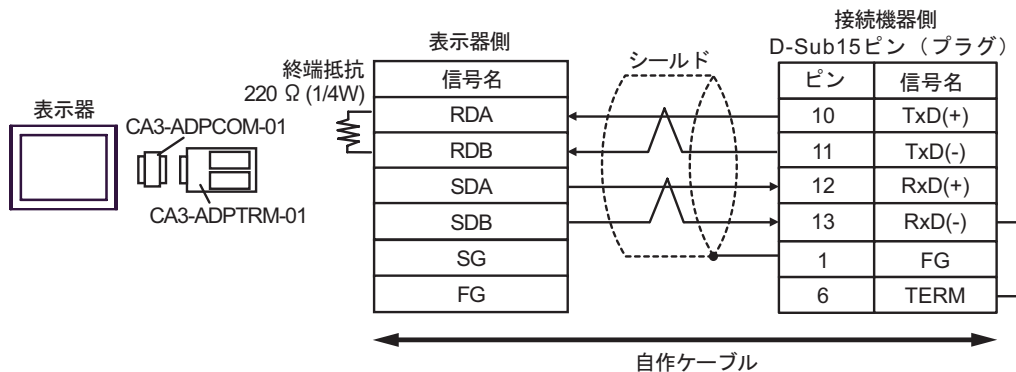 表示器
CA3-ADPCOM-01
CA3-ADPTRM-01
終端抵抗
220 Ω (1/4W)
表示器側
信号名
RDA
RDB
SDA
SDB
SG
FG
シールド
接続機器側
D-Sub15ピン（プラグ）
ピン 信号名
10 TxD(+)
11 TxD(-)
12 RxD(+)
13 RxD(-)
1 FG
6 TERM
自作ケーブル